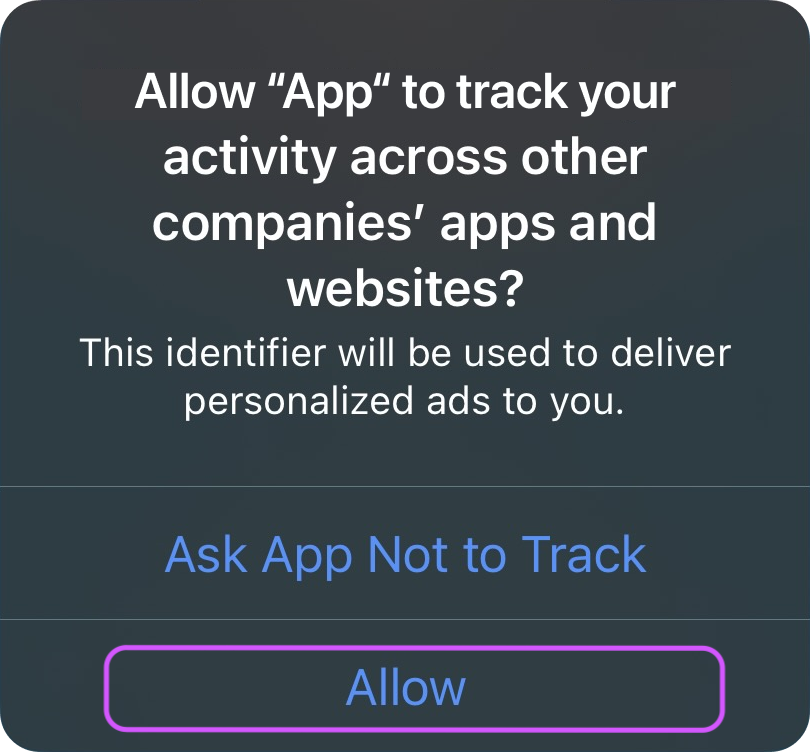 Allow “App“ to track your
activity across other
companies’ apps and
websites?
This identifier will be used to deliver
personalized ads to you.
Ask App Not to Track
Allow